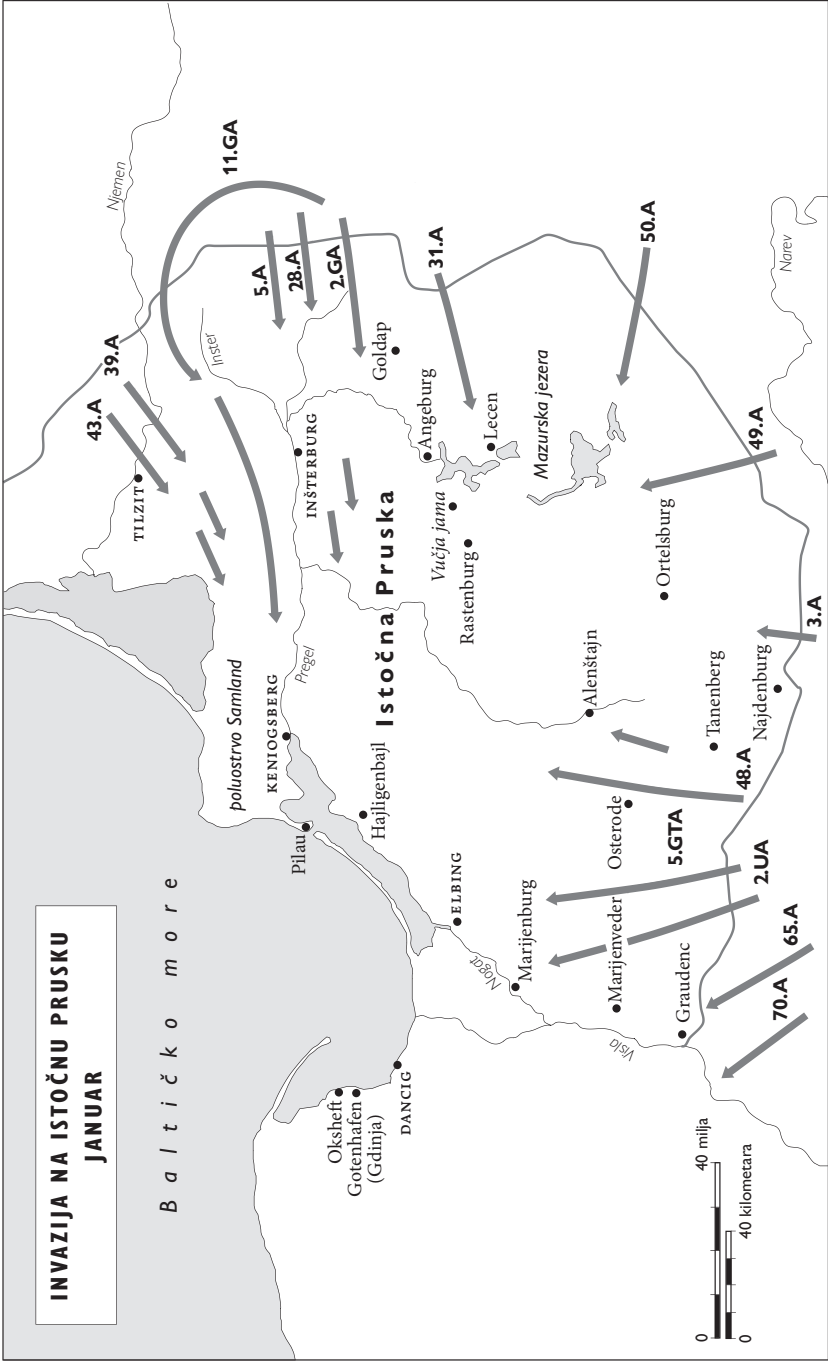 INVAZIJA NA ISTOČNU PRUSKU
JANUAR
Baltičko more
Njemen
11.GA
39.A
43.A
TILZIT
Inster
5.A
28.A
2.GA
31.A
50.A
Goldap
INŠTERBURG
Angeburg
Lecen
Mazurska jezera
Narev
49.A
Vučja jama
Rastenburg
Istočna Pruska
Ortelsburg
3.A
poluostrvo Samland
Pregel
KENIOGSBERG
Alenštajn
Tanenberg
Najdenburg
Pilau
Hajligenbajl
48.A
Osterode
5.GTA
2.UA
ELBING
Nogat
Marijenburg
Marijenveder
Graudenc
65.A
70.A
Visla
Oksheft
Gotenhafen
(Gdinja)
DANCIG
0 40 milja
0 40 kilometara